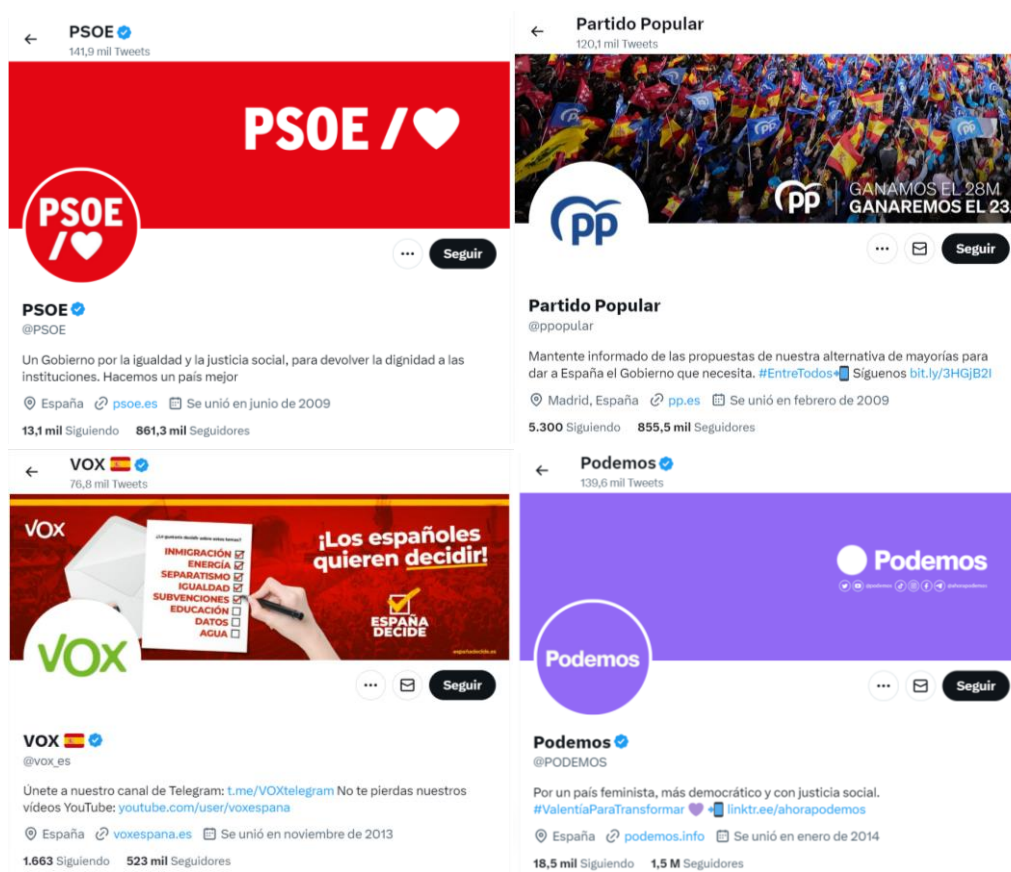 PSOE
141,9 mil Tweets
PSOE /
PSOE
/
Seguir
PSOE
@PSOE
Un Gobierno por la igualdad y la justicia social, para devolver la dignidad a las
instituciones. Hacemos un país mejor
España psoe.es Se unió en junio de 2009
13,1 mil Siguiendo 861,3 mil Seguidores
Partido Popular
120,1 mil Tweets
PP
GANAMOS EL 28M
GANAREMOS EL 23
PP
Seguir
Partido Popular
@ppopular
Mantente informado de las propuestas de nuestra alternativa de mayorías para
dar a España el Gobierno que necesita. #EntreTodos Síguenos bit.ly/3HGjB2I
Madrid, España pp.es Se unió en febrero de 2009
5.300 Siguiendo 855,5 mil Seguidores
VOX
76,8 mil Tweets
VOX
INMIGRACIÓN
ENERGÍA
SEPARATISMO
IGUALDAD
SUBVENCIONES
EDUCACIÓN
DATOS
AGUA
¡Los españoles
quieren decidir!
ESPAÑA
DECIDE
VOX
Seguir
VOX
@vox_es
Únete a nuestro canal de Telegram: t.me/VOXtelegram No te pierdas nuestros
vídeos YouTube: youtube.com/user/voxespana
España voxespana.es Se unió en noviembre de 2013
1.663 Siguiendo 523 mil Seguidores
Podemos
139,6 mil Tweets
Podemos
Podemos
Seguir
Podemos
@PODEMOS
Por un país feminista, más democrático y con justicia social.
#ValentíaParaTransformar linktr.ee/ahorapodemos
España podemos.info Se unió en enero de 2014
18,5 mil Siguiendo 1,5 M Seguidores